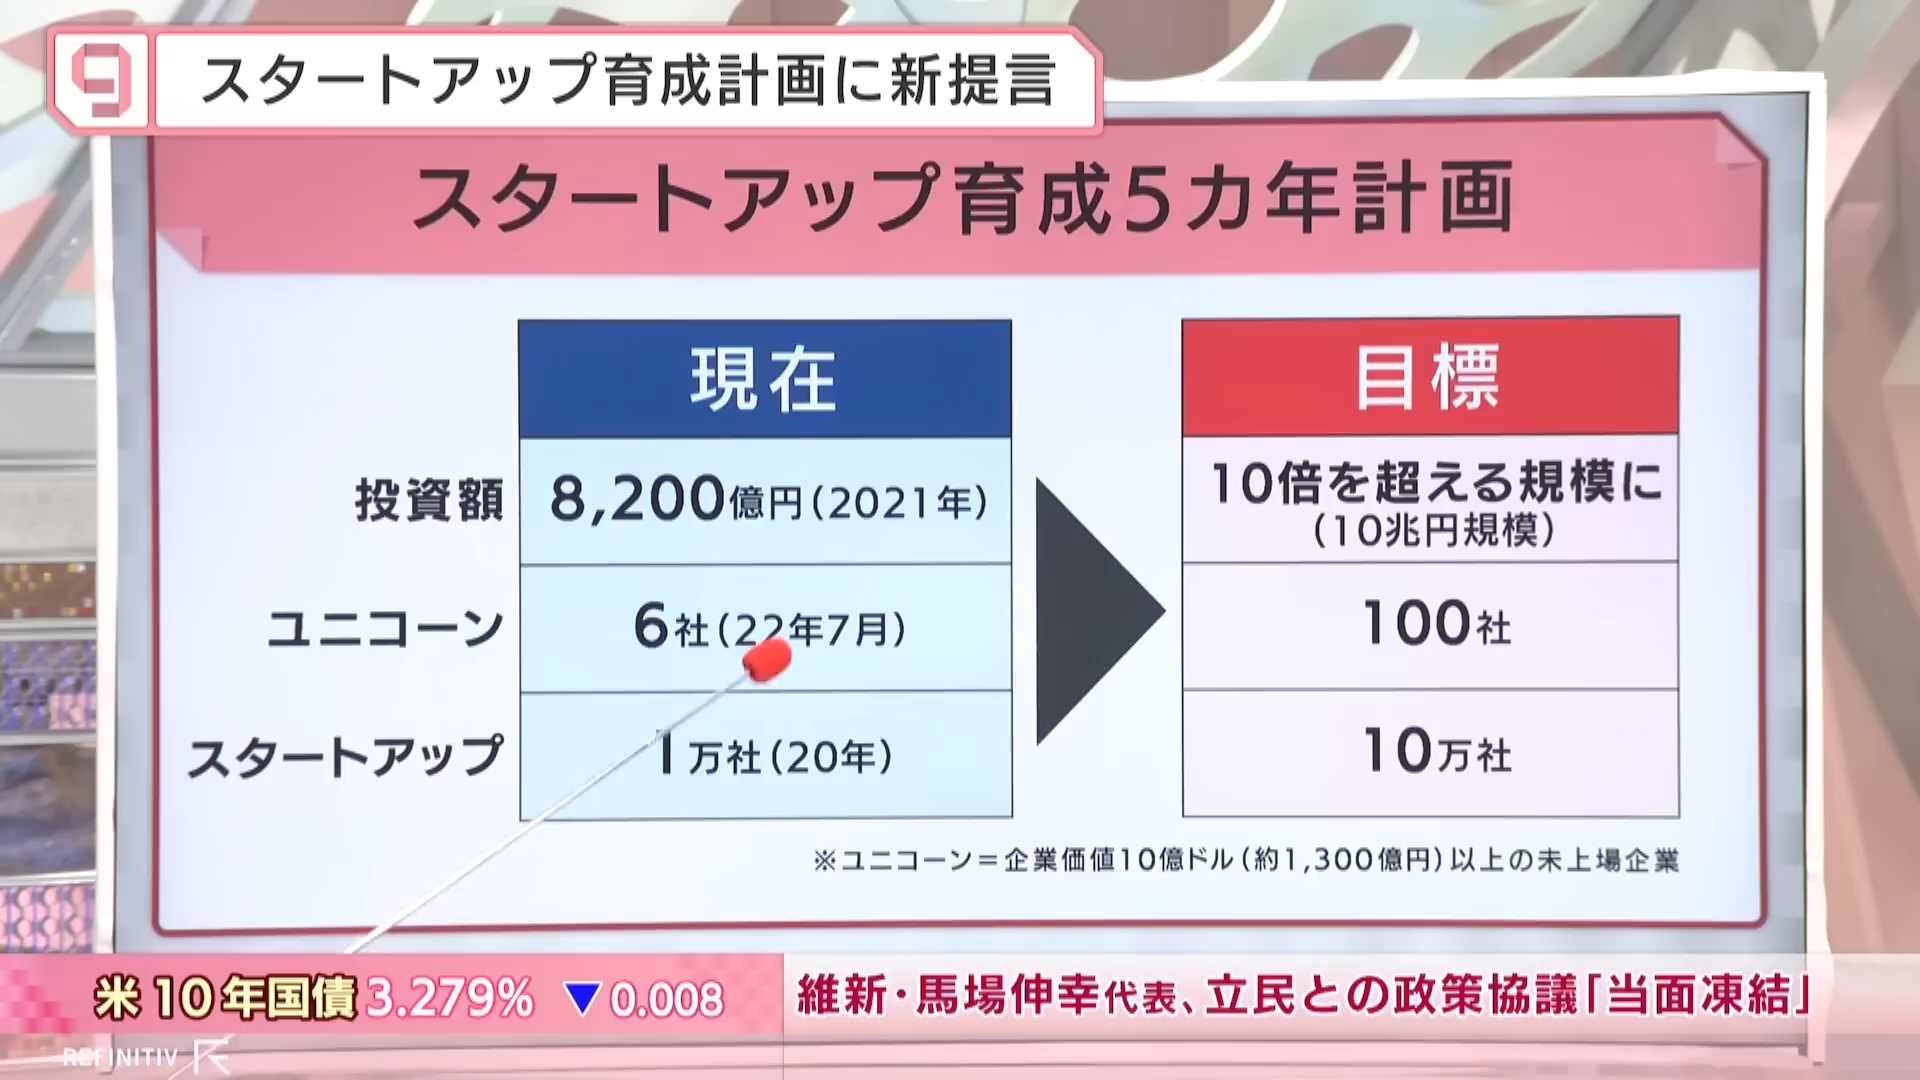 9 スタートアップ育成計画に新提言
スタートアップ育成5カ年計画
現在
目標
投資額
8,200億円(2021年)
10倍を超える規模に
(10兆円規模)
ユニコーン
6社(22年7月)
100社
スタートアップ
1万社(20年)
10万社
※ユニコーン=企業価値10億ドル(約1,300億円)以上の未上場企業
米10年国債 3.279% ▼0.008
維新・馬場伸幸代表、立民との政策協議「当面凍結」
REFINITIV